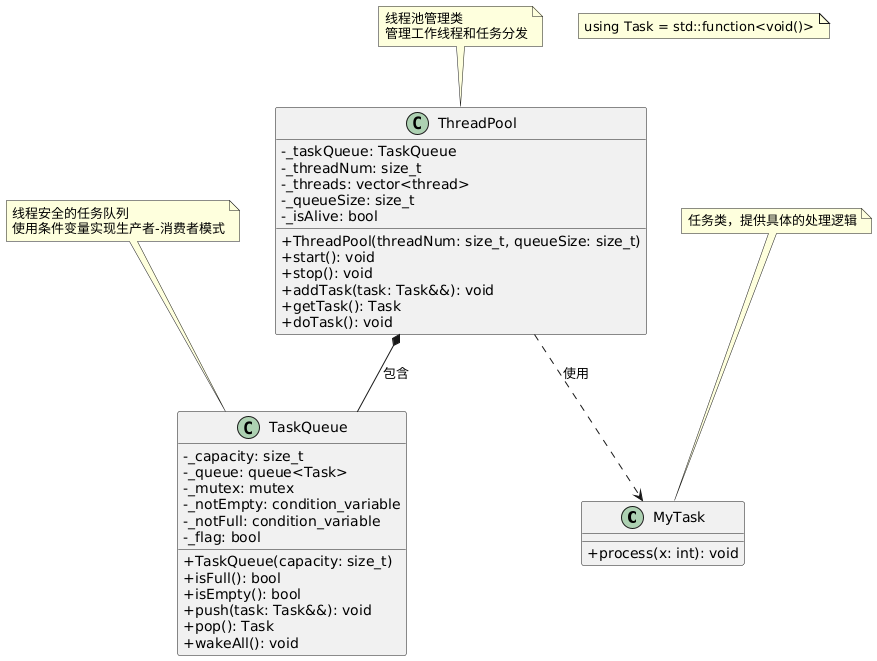 线程池管理类
管理工作线程和任务分发
using Task = std::function<void()>
C ThreadPool
-_taskQueue: TaskQueue
-_threadNum: size_t
-_threads: vector<thread>
-_queueSize: size_t
-_isAlive: bool
+ThreadPool(threadNum: size_t, queueSize: size_t)
+start(): void
+stop(): void
+addTask(task: Task&&): void
+getTask(): Task
+doTask(): void
线程安全的任务队列
使用条件变量实现生产者-消费者模式
任务类，提供具体的处理逻辑
包含
使用
C TaskQueue
-_capacity: size_t
-_queue: queue<Task>
-_mutex: mutex
-_notEmpty: condition_variable
-_notFull: condition_variable
-_flag: bool
+TaskQueue(capacity: size_t)
+isFull(): bool
+isEmpty(): bool
+push(task: Task&&): void
+pop(): Task
+wakeAll(): void
C MyTask
+process(x: int): void